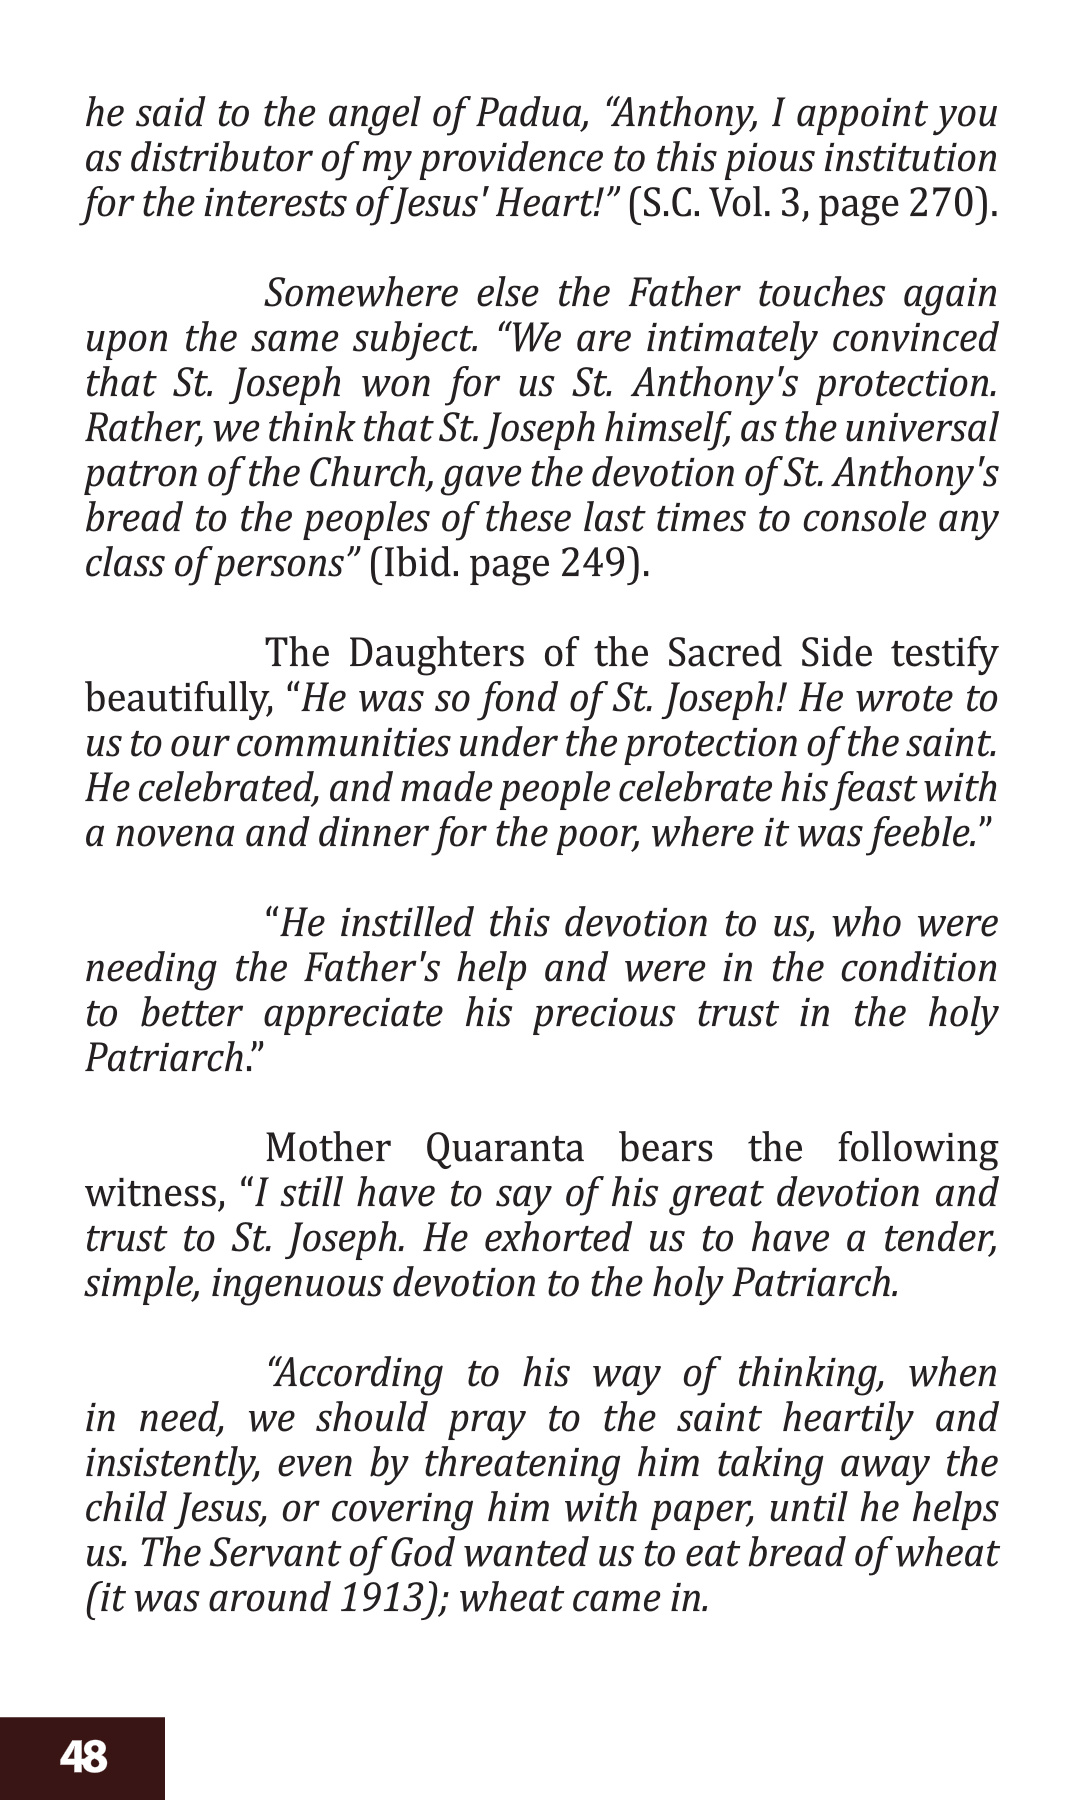 he said to the angel of Padua, “Anthony, I appoint you
as distributor of my providence to this pious institution
for the interests of Jesus' Heart!” (S.C. Vol. 3, page 270).
Somewhere else the Father touches again
upon the same subject. “We are intimately convinced
that St. Joseph won for us St. Anthony's protection.
Rather, we think that St. Joseph himself, as the universal
patron of the Church, gave the devotion of St. Anthony's
bread to the peoples of these last times to console any
class of persons” (Ibid. page 249).
The Daughters of the Sacred Side testify
beautifully, “He was so fond of St. Joseph! He wrote to
us to our communities under the protection of the saint.
He celebrated, and made people celebrate his feast with
a novena and dinner for the poor, where it was feeble.”
“He instilled this devotion to us, who were
needing the Father's help and were in the condition
to better appreciate his precious trust in the holy
Patriarch.”
Mother Quaranta bears the following
witness, “I still have to say of his great devotion and
trust to St. Joseph. He exhorted us to have a tender,
simple, ingenuous devotion to the holy Patriarch.
“According to his way of thinking, when
in need, we should pray to the saint heartily and
insistently, even by threatening him taking away the
child Jesus, or covering him with paper, until he helps
us. The Servant of God wanted us to eat bread of wheat
(it was around 1913); wheat came in.
48